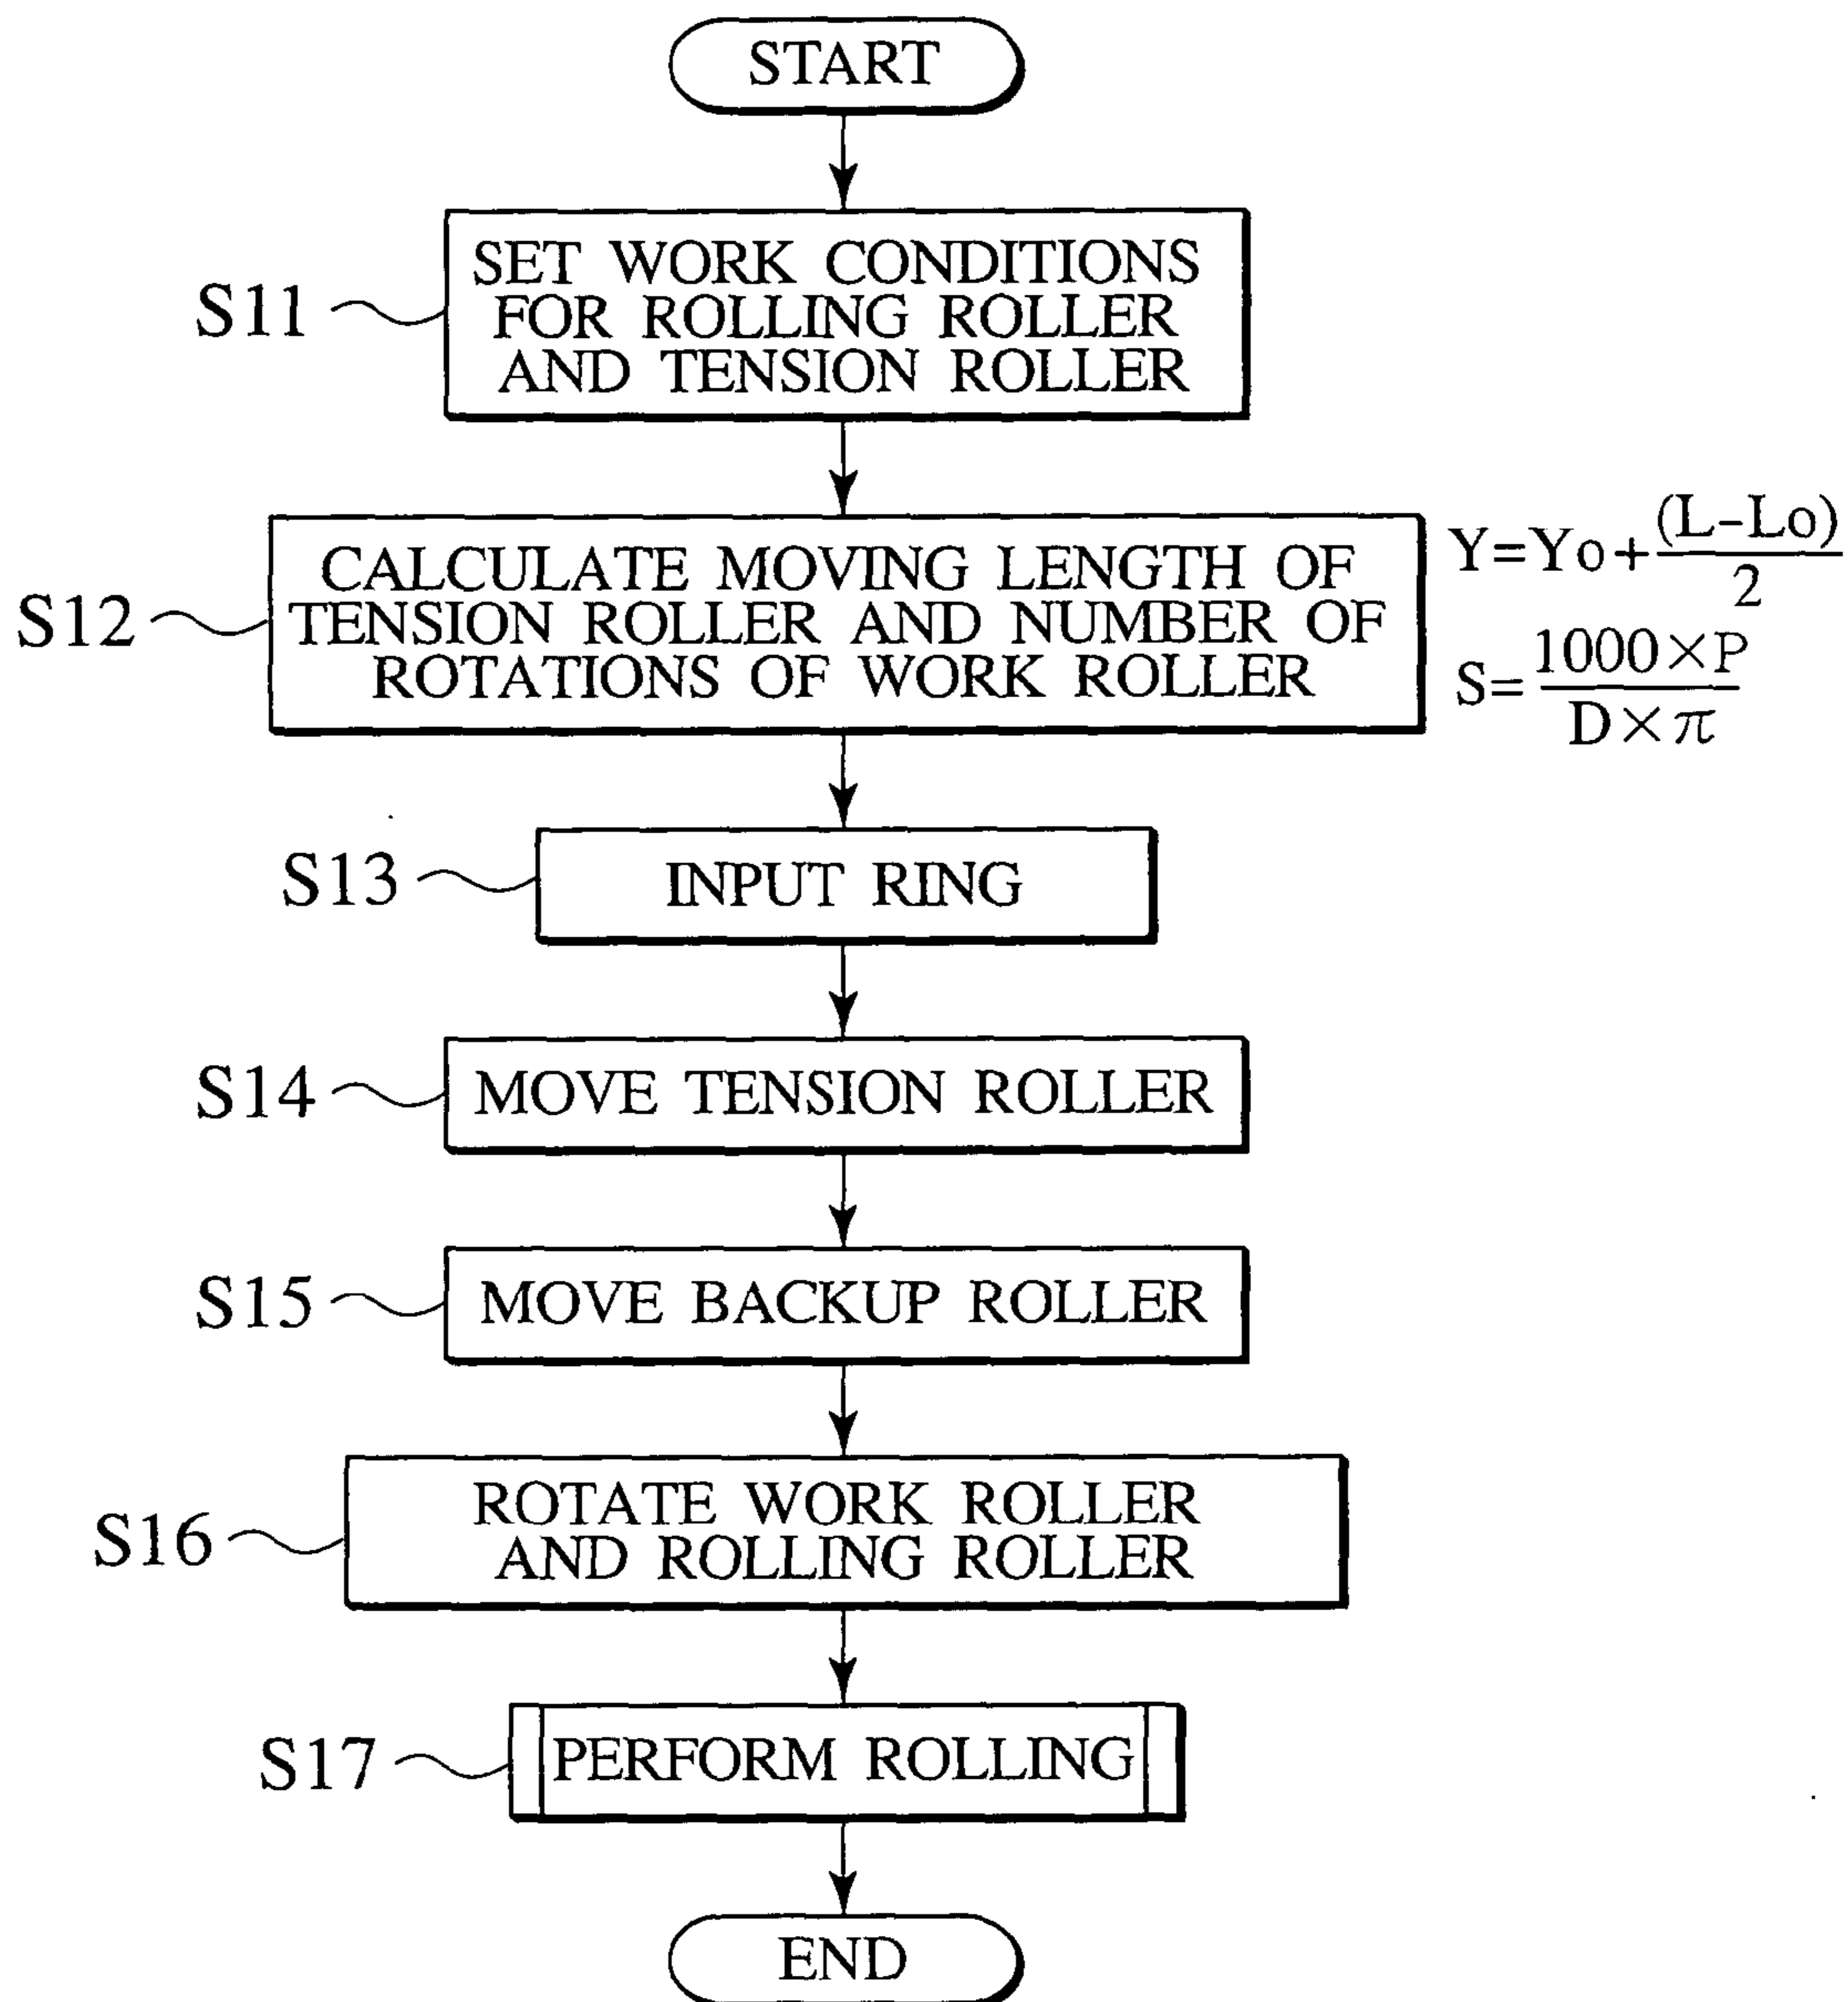 START
S11
SET WORK CONDITIONS
FOR ROLLING ROLLER
AND TENSION ROLLER
S12
CALCULATE MOVING LENGTH OF
TENSION ROLLER AND NUMBER OF
ROTATIONS OF WORK ROLLER
Y=Yo+(L-Lo)/2
S=1000×P/D×π
S13
INPUT RING
S14
MOVE TENSION ROLLER
S15
MOVE BACKUP ROLLER
S16
ROTATE WORK ROLLER
AND ROLLING ROLLER
S17
PERFORM ROLLING
END